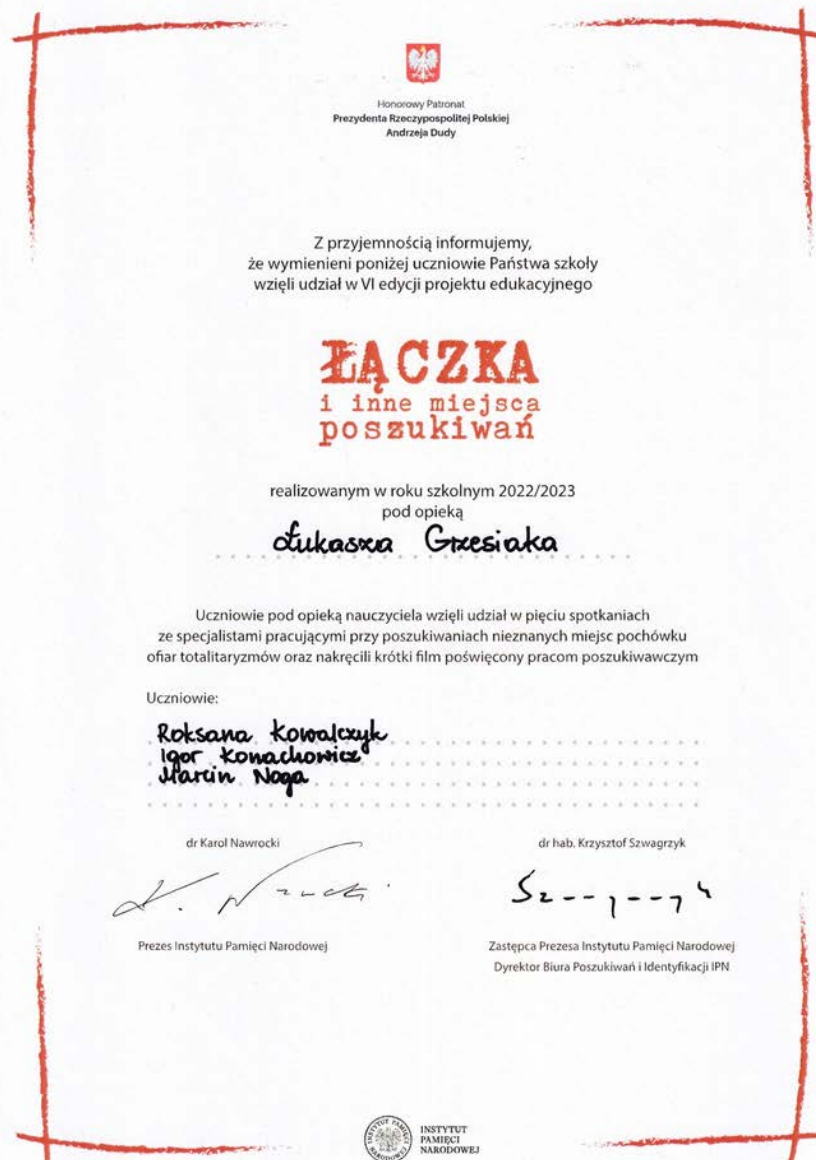 Honorowy Patronat
Prezydenta Rzeczypospolitej Polskiej
Andrzeja Dudy
Z przyjemnością informujemy,
że wymienieni poniżej uczniowie Państwa szkoły
wzięli udział w VI edycji projektu edukacyjnego
ŁĄCZKA
i inne miejsca
poszukiwań
realizowanym w roku szkolnym 2022/2023
pod opieką
Łukasza Grzesiaka
Uczniowie pod opieką nauczyciela wzięli udział w pięciu spotkaniach
ze specjalistami pracującymi przy poszukiwaniach nieznanych miejsc pochówku
ofiar totalitaryzmów oraz nakręcili krótki film poświęcony pracom poszukiwawczym
Uczniowie:
Roksana Kowalczyk
Igor Konachowicz
Marcin Noga
dr Karol Nawrocki
dr hab. Krzysztof Szwagrzyk
Prezes Instytutu Pamięci Narodowej
Zastępca Prezesa Instytutu Pamięci Narodowej
Dyrektor Biura Poszukiwań i Identyfikacji IPN
INSTYTUT PAMIĘCI NARODOWEJ
INSTYTUT
PAMIĘCI
NARODOWEJ